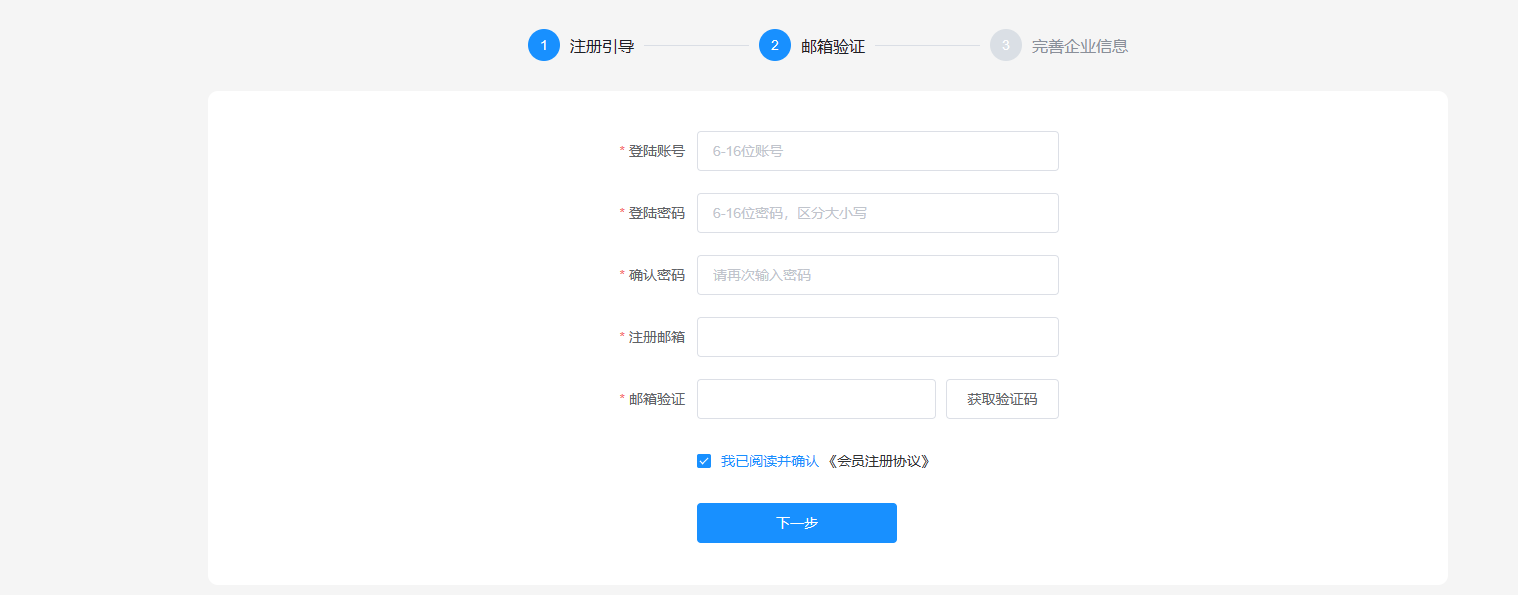 1 注册引导 2 邮箱验证 3 完善企业信息
* 登陆账号 6-16位账号
* 登陆密码 6-16位密码，区分大小写
* 确认密码 请再次输入密码
* 注册邮箱
* 邮箱验证 获取验证码
我已阅读并确认 《会员注册协议》
下一步